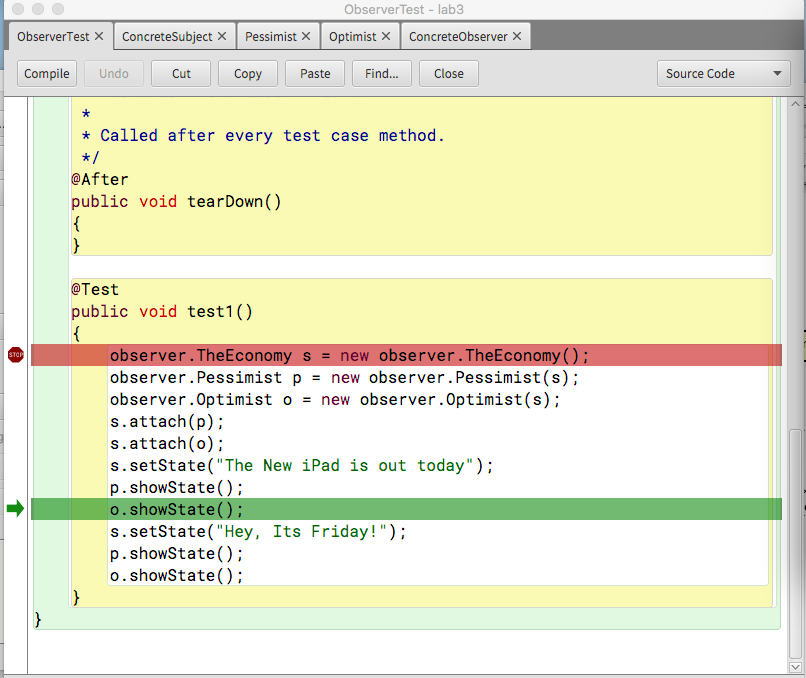 ObserverTest - lab3
ObserverTest × ConcreteSubject × Pessimist × Optimist × ConcreteObserver ×
Compile Undo Cut Copy Paste Find... Close Source Code
*
* Called after every test case method.
*/
@After
public void tearDown()
{
}
@Test
public void test1()
{
STOP observer.TheEconomy s = new observer.TheEconomy();
observer.Pessimist p = new observer.Pessimist(s);
observer.Optimist o = new observer.Optimist(s);
s.attach(p);
s.attach(o);
s.setState("The New iPad is out today");
p.showState();
o.showState();
s.setState("Hey, Its Friday!");
p.showState();
o.showState();
}
}